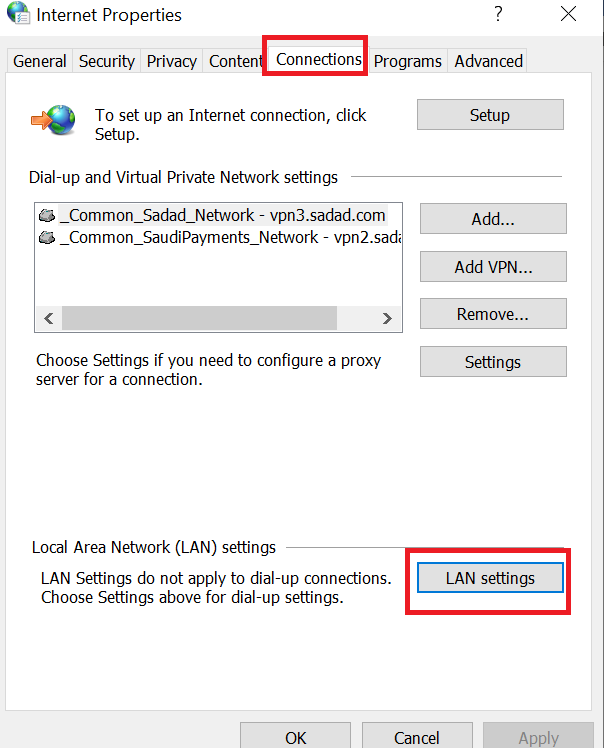 Internet Properties
?
General Security Privacy Content Connections Programs Advanced
To set up an Internet connection, click
Setup.
Setup
Dial-up and Virtual Private Network settings
_Common_Sadad_Network - vpn3.sadad.com
_Common_SaudiPayments_Network - vpn2.sada
Add...
Add VPN...
Remove...
Choose Settings if you need to configure a proxy
server for a connection.
Settings
Local Area Network (LAN) settings
LAN Settings do not apply to dial-up connections.
Choose Settings above for dial-up settings.
LAN settings
OK Cancel Apply